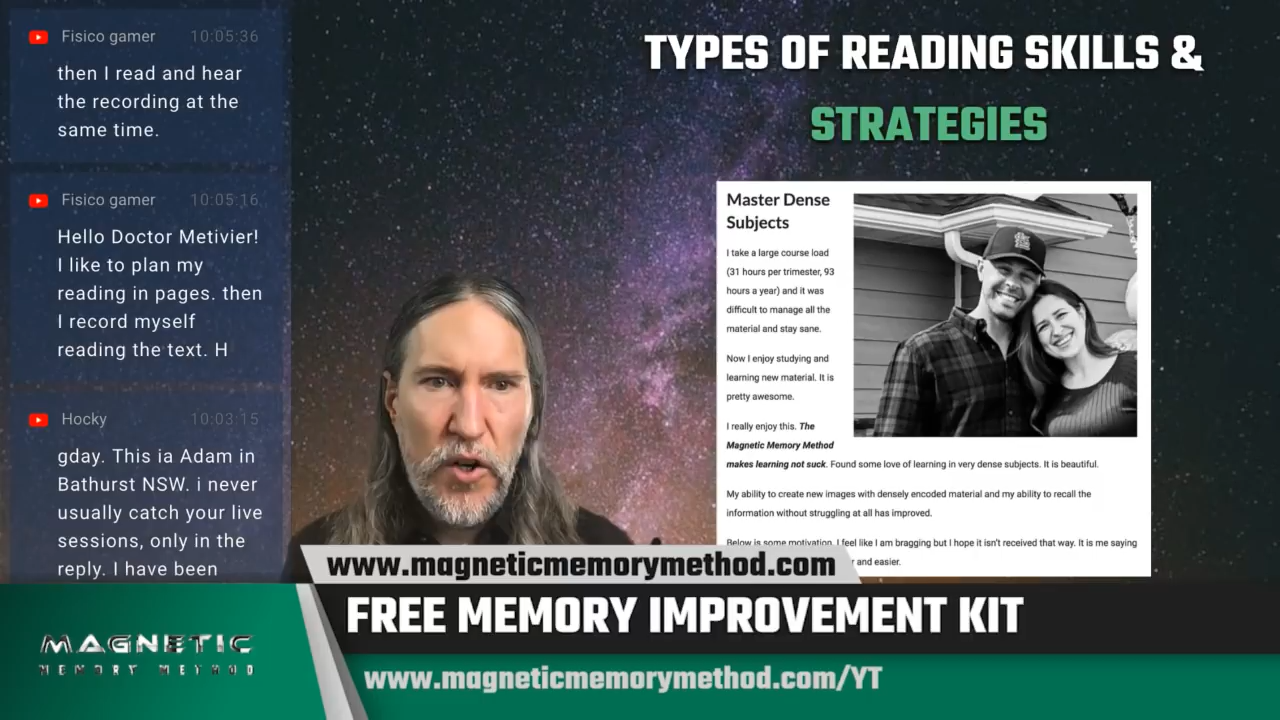 Fisico gamer 10:05:36
then I read and hear
the recording at the
same time.
Fisico gamer 10:05:16
Hello Doctor Metivier!
I like to plan my
reading in pages. then
I record myself
reading the text. H
Hocky 10:03:15
gday. This ia Adam in
Bathurst NSW. i never
usually catch your live
sessions, only in the
reply. I have been
TYPES OF READING SKILLS &
STRATEGIES
Master Dense
Subjects
I take a large course load
(31 hours per trimester, 93
hours a year) and it was
difficult to manage all the
material and stay sane.
Now I enjoy studying and
learning new material. It is
pretty awesome.
I really enjoy this. The
Magnetic Memory Method
makes learning not suck. Found some love of learning in very dense subjects. It is beautiful.
My ability to create new images with densely encoded material and my ability to recall the
information without struggling at all has improved.
Below is some motivation. I feel like I am bragging but I hope it isn't received that way. It is me saying
and easier.
www.magneticmemorymethod.com
FREE MEMORY IMPROVEMENT KIT
www.magneticmemorymethod.com/YT
MAGNETIC
MEMORY METHOD